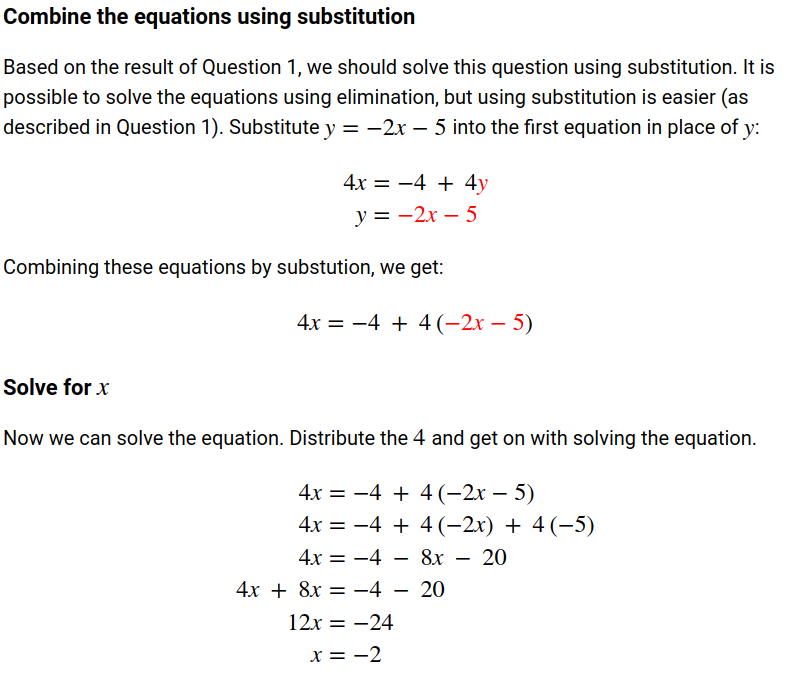 Combine the equations using substitution
Based on the result of Question 1, we should solve this question using substitution. It is
possible to solve the equations using elimination, but using substitution is easier (as
described in Question 1). Substitute y = −2x − 5 into the first equation in place of y:
4x = −4 + 4y
y = −2x − 5
Combining these equations by substution, we get:
4x = −4 + 4(−2x − 5)
Solve for x
Now we can solve the equation. Distribute the 4 and get on with solving the equation.
4x = −4 + 4(−2x − 5)
4x = −4 + 4(−2x) + 4(−5)
4x = −4 − 8x − 20
4x + 8x = −4 − 20
12x = −24
x = −2